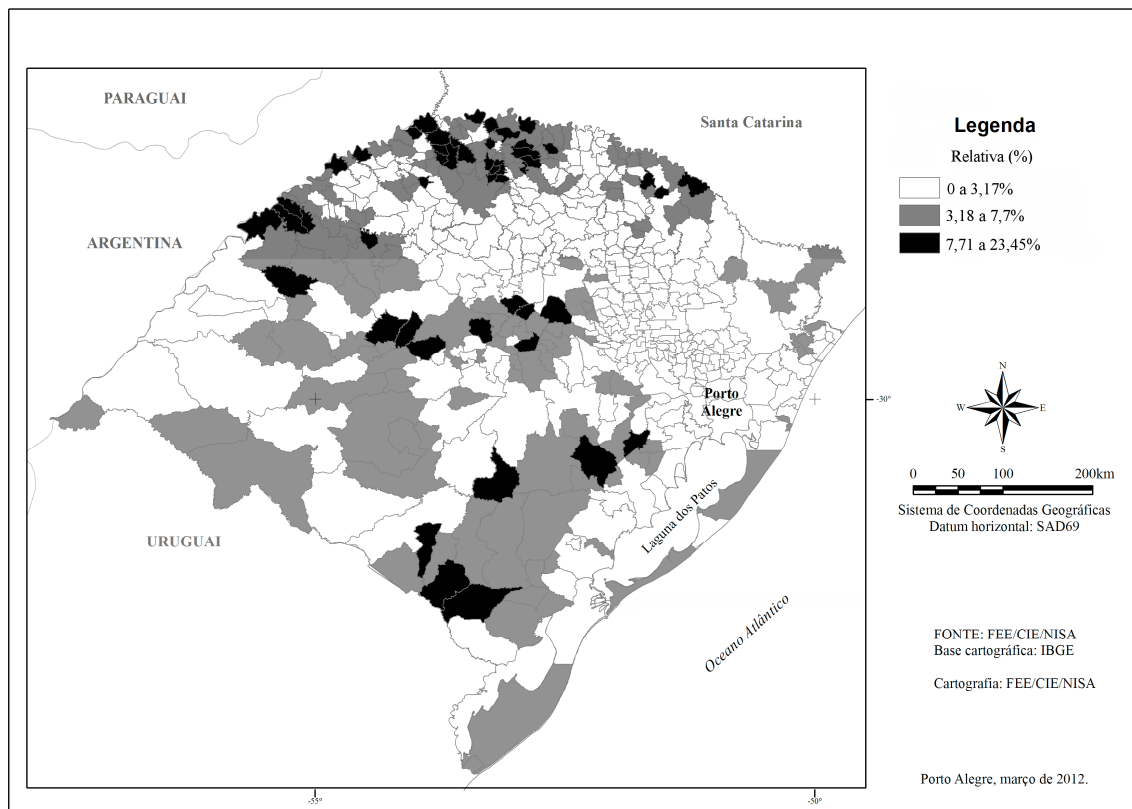 PARAGUAI
Santa Catarina
ARGENTINA
Porto
Alegre
Laguna dos Patos
URUGUAI
Oceano Atlântico
-30°
-55°
-50°
Legenda
Relativa (%)
0 a 3,17%
3,18 a 7,7%
7,71 a 23,45%
N
W
E
S
0 50 100 200km
Sistema de Coordenadas Geográficas
Datum horizontal: SAD69
FONTE: FEE/CIE/NISA
Base cartográfica: IBGE
Cartografia: FEE/CIE/NISA
Porto Alegre, março de 2012.